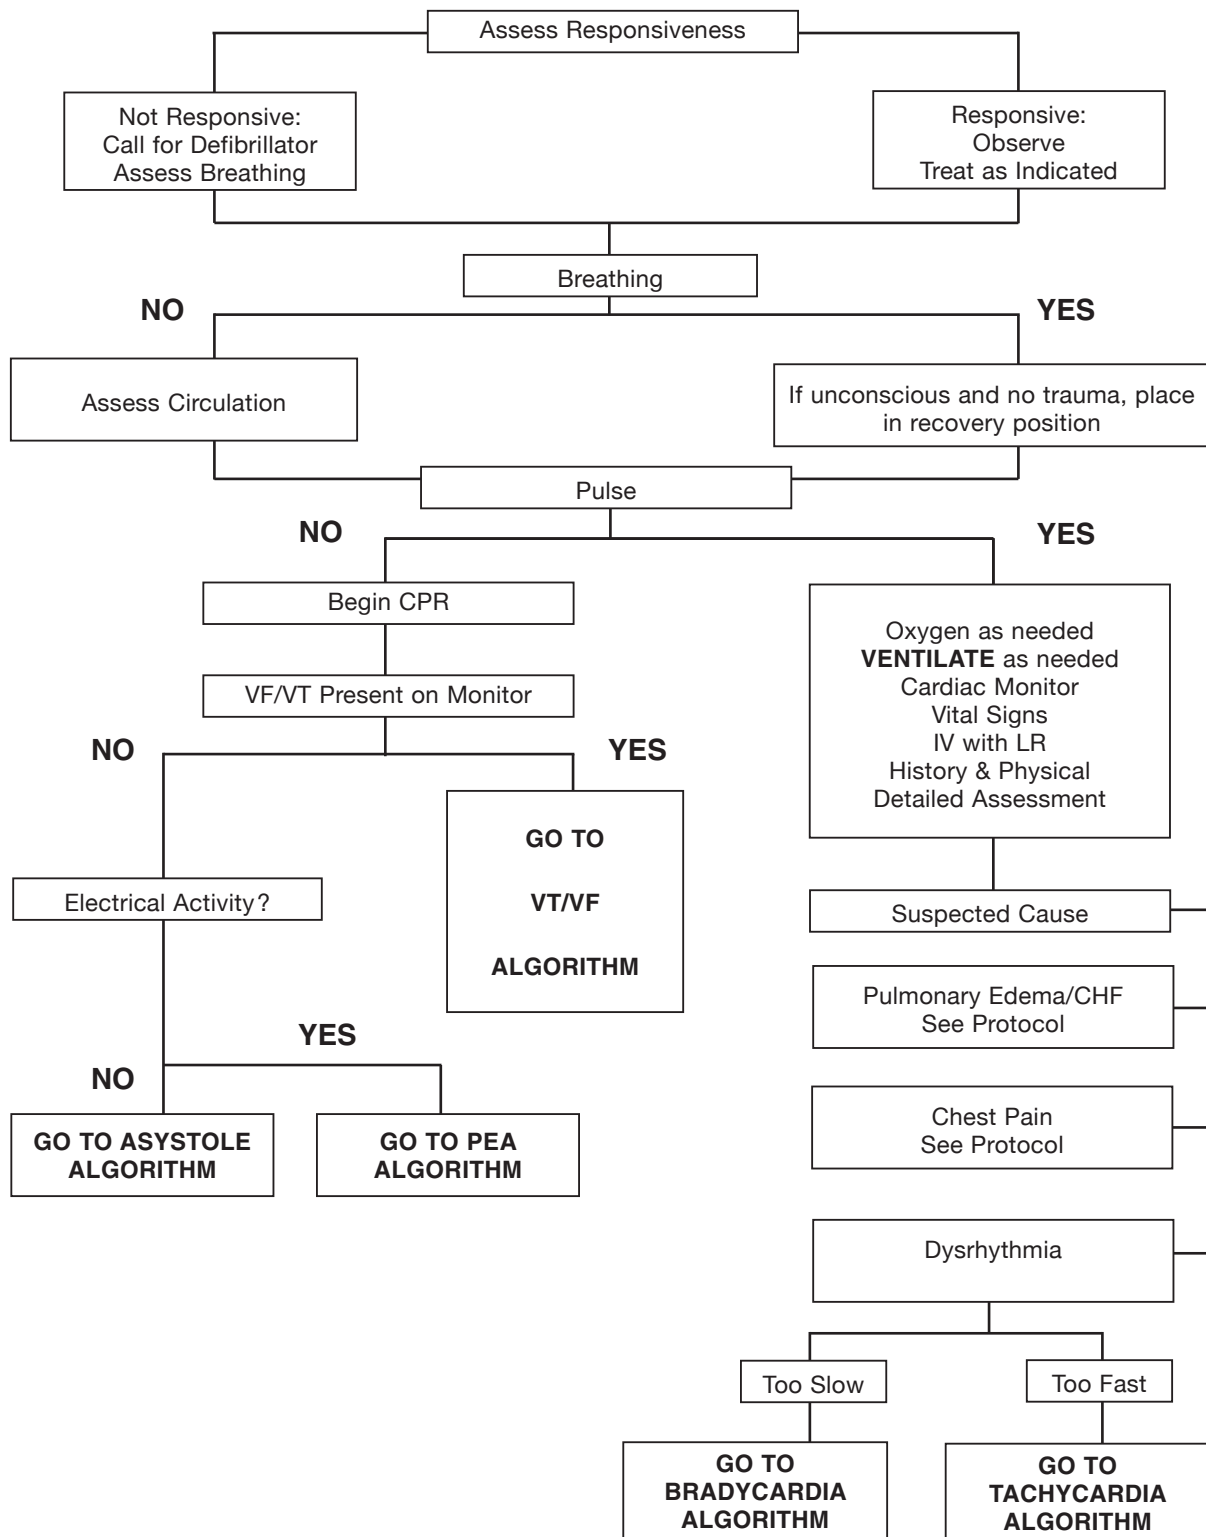 Assess Responsiveness
Not Responsive:
Call for Defibrillator
Assess Breathing
Responsive:
Observe
Treat as Indicated
Breathing
NO
YES
Assess Circulation
If unconscious and no trauma, place
in recovery position
Pulse
NO
YES
Begin CPR
Oxygen as needed
VENTILATE as needed
Cardiac Monitor
Vital Signs
IV with LR
History & Physical
Detailed Assessment
VF/VT Present on Monitor
NO
YES
GO TO
VT/VF
ALGORITHM
Electrical Activity?
Suspected Cause
Pulmonary Edema/CHF
See Protocol
YES
NO
GO TO ASYSTOLE
ALGORITHM
GO TO PEA
ALGORITHM
Chest Pain
See Protocol
Dysrhythmia
Too Slow
Too Fast
GO TO
BRADYCARDIA
ALGORITHM
GO TO
TACHYCARDIA
ALGORITHM